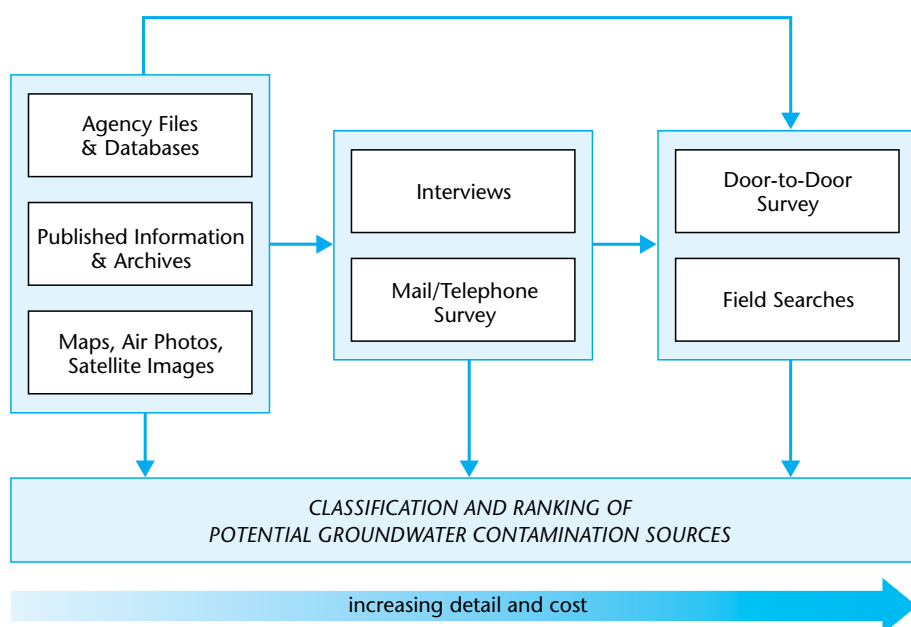 Agency Files
& Databases
Published Information
& Archives
Maps, Air Photos,
Satellite Images
Interviews
Mail/Telephone
Survey
Door-to-Door
Survey
Field Searches
CLASSIFICATION AND RANKING OF
POTENTIAL GROUNDWATER CONTAMINATION SOURCES
increasing detail and cost